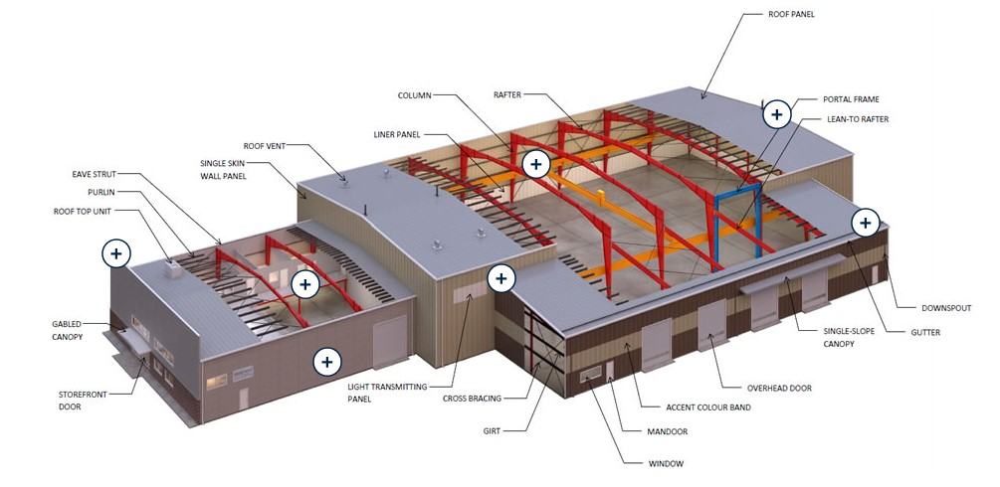 ROOF PANEL
COLUMN
RAFTER
PORTAL FRAME
LEAN-TO RAFTER
LINER PANEL
ROOF VENT
SINGLE SKIN
WALL PANEL
EAVE STRUT
PURLIN
ROOF TOP UNIT
GABLED
CANOPY
STOREFRONT
DOOR
LIGHT TRANSMITTING
PANEL
CROSS BRACING
GIRT
WINDOW
MANDOOR
ACCENT COLOUR BAND
OVERHEAD DOOR
SINGLE-SLOPE
CANOPY
GUTTER
DOWNSPOUT